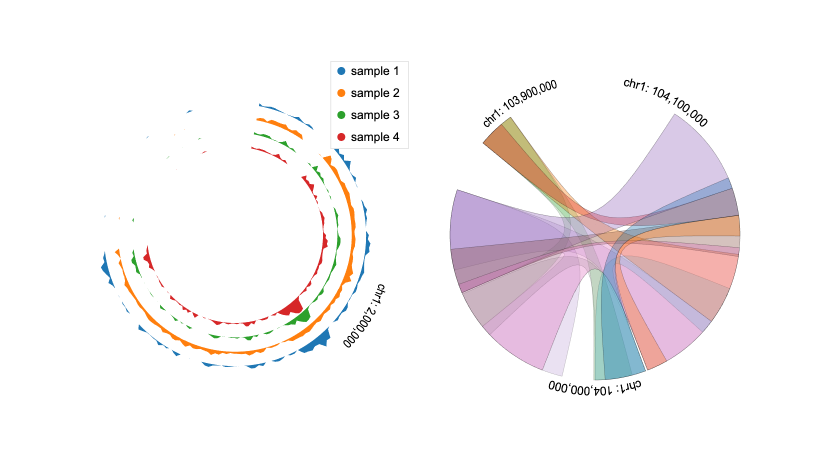 sample 1
sample 2
sample 3
sample 4
chr1: 2,000,000
chr1: 103,900,000
chr1: 104,100,000
chr1: 104,000,000